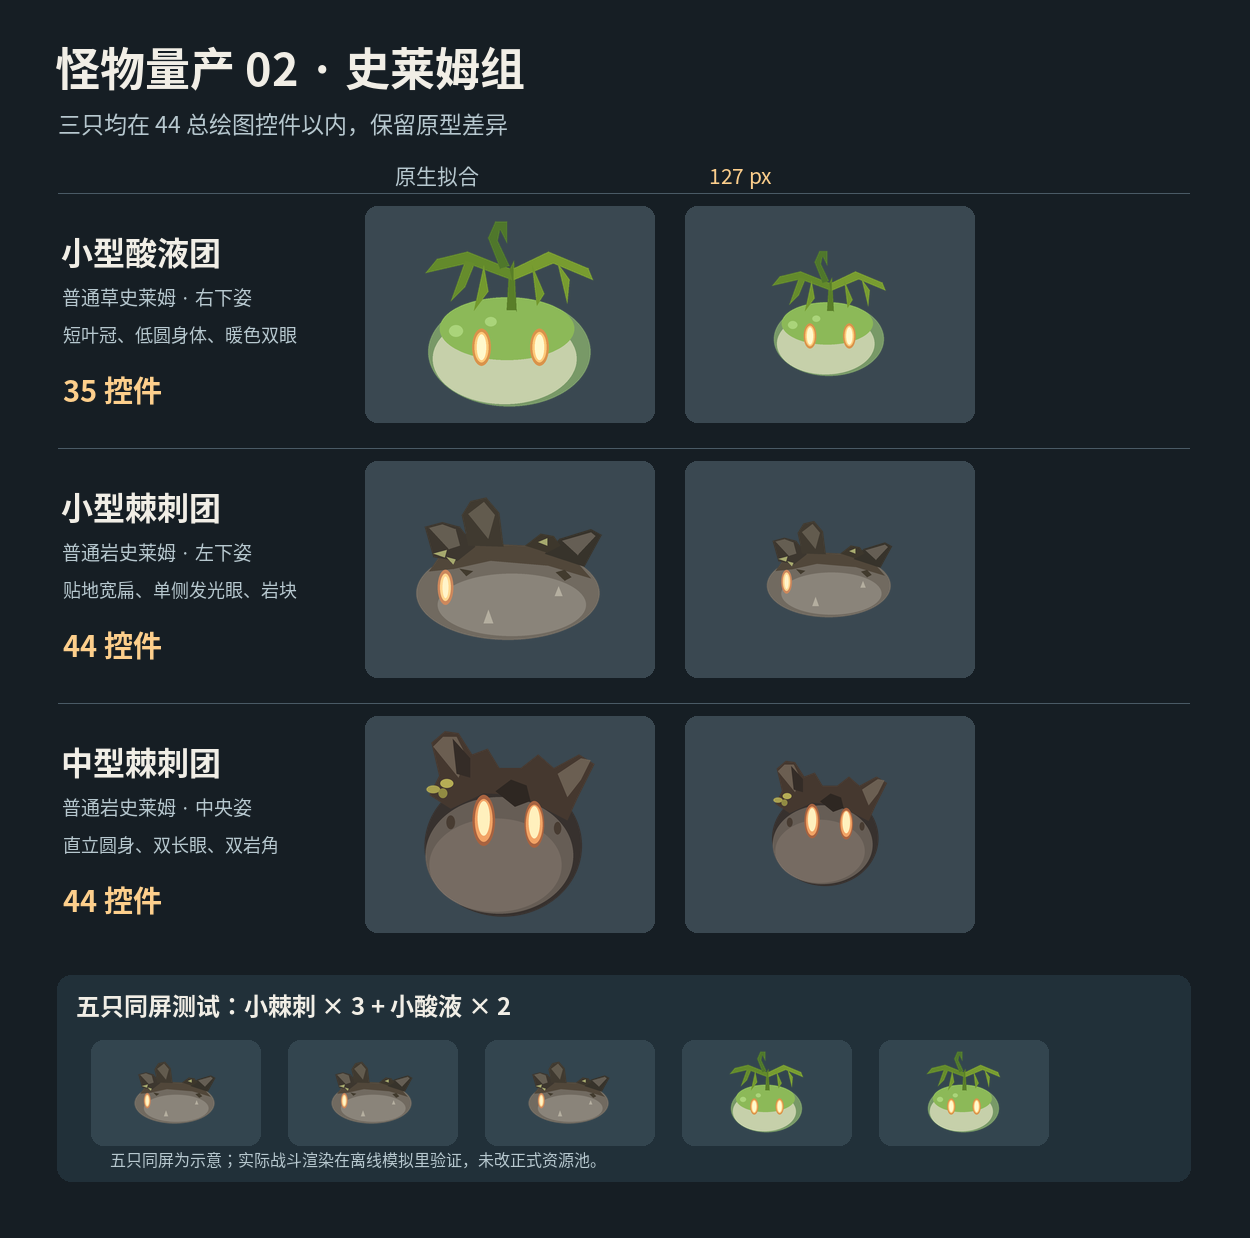 怪物量产 02 · 史莱姆组
三只均在 44 总绘图控件以内，保留原型差异
原生拟合
127 px
小型酸液团
普通草史莱姆 · 右下姿
短叶冠、低圆身体、暖色双眼
35 控件
小型棘刺团
普通岩史莱姆 · 左下姿
贴地宽扁、单侧发光眼、岩块
44 控件
中型棘刺团
普通岩史莱姆 · 中央姿
直立圆身、双长眼、双岩角
44 控件
五只同屏测试：小棘刺 × 3 + 小酸液 × 2
五只同屏为示意；实际战斗渲染在离线模拟里验证，未改正式资源池。